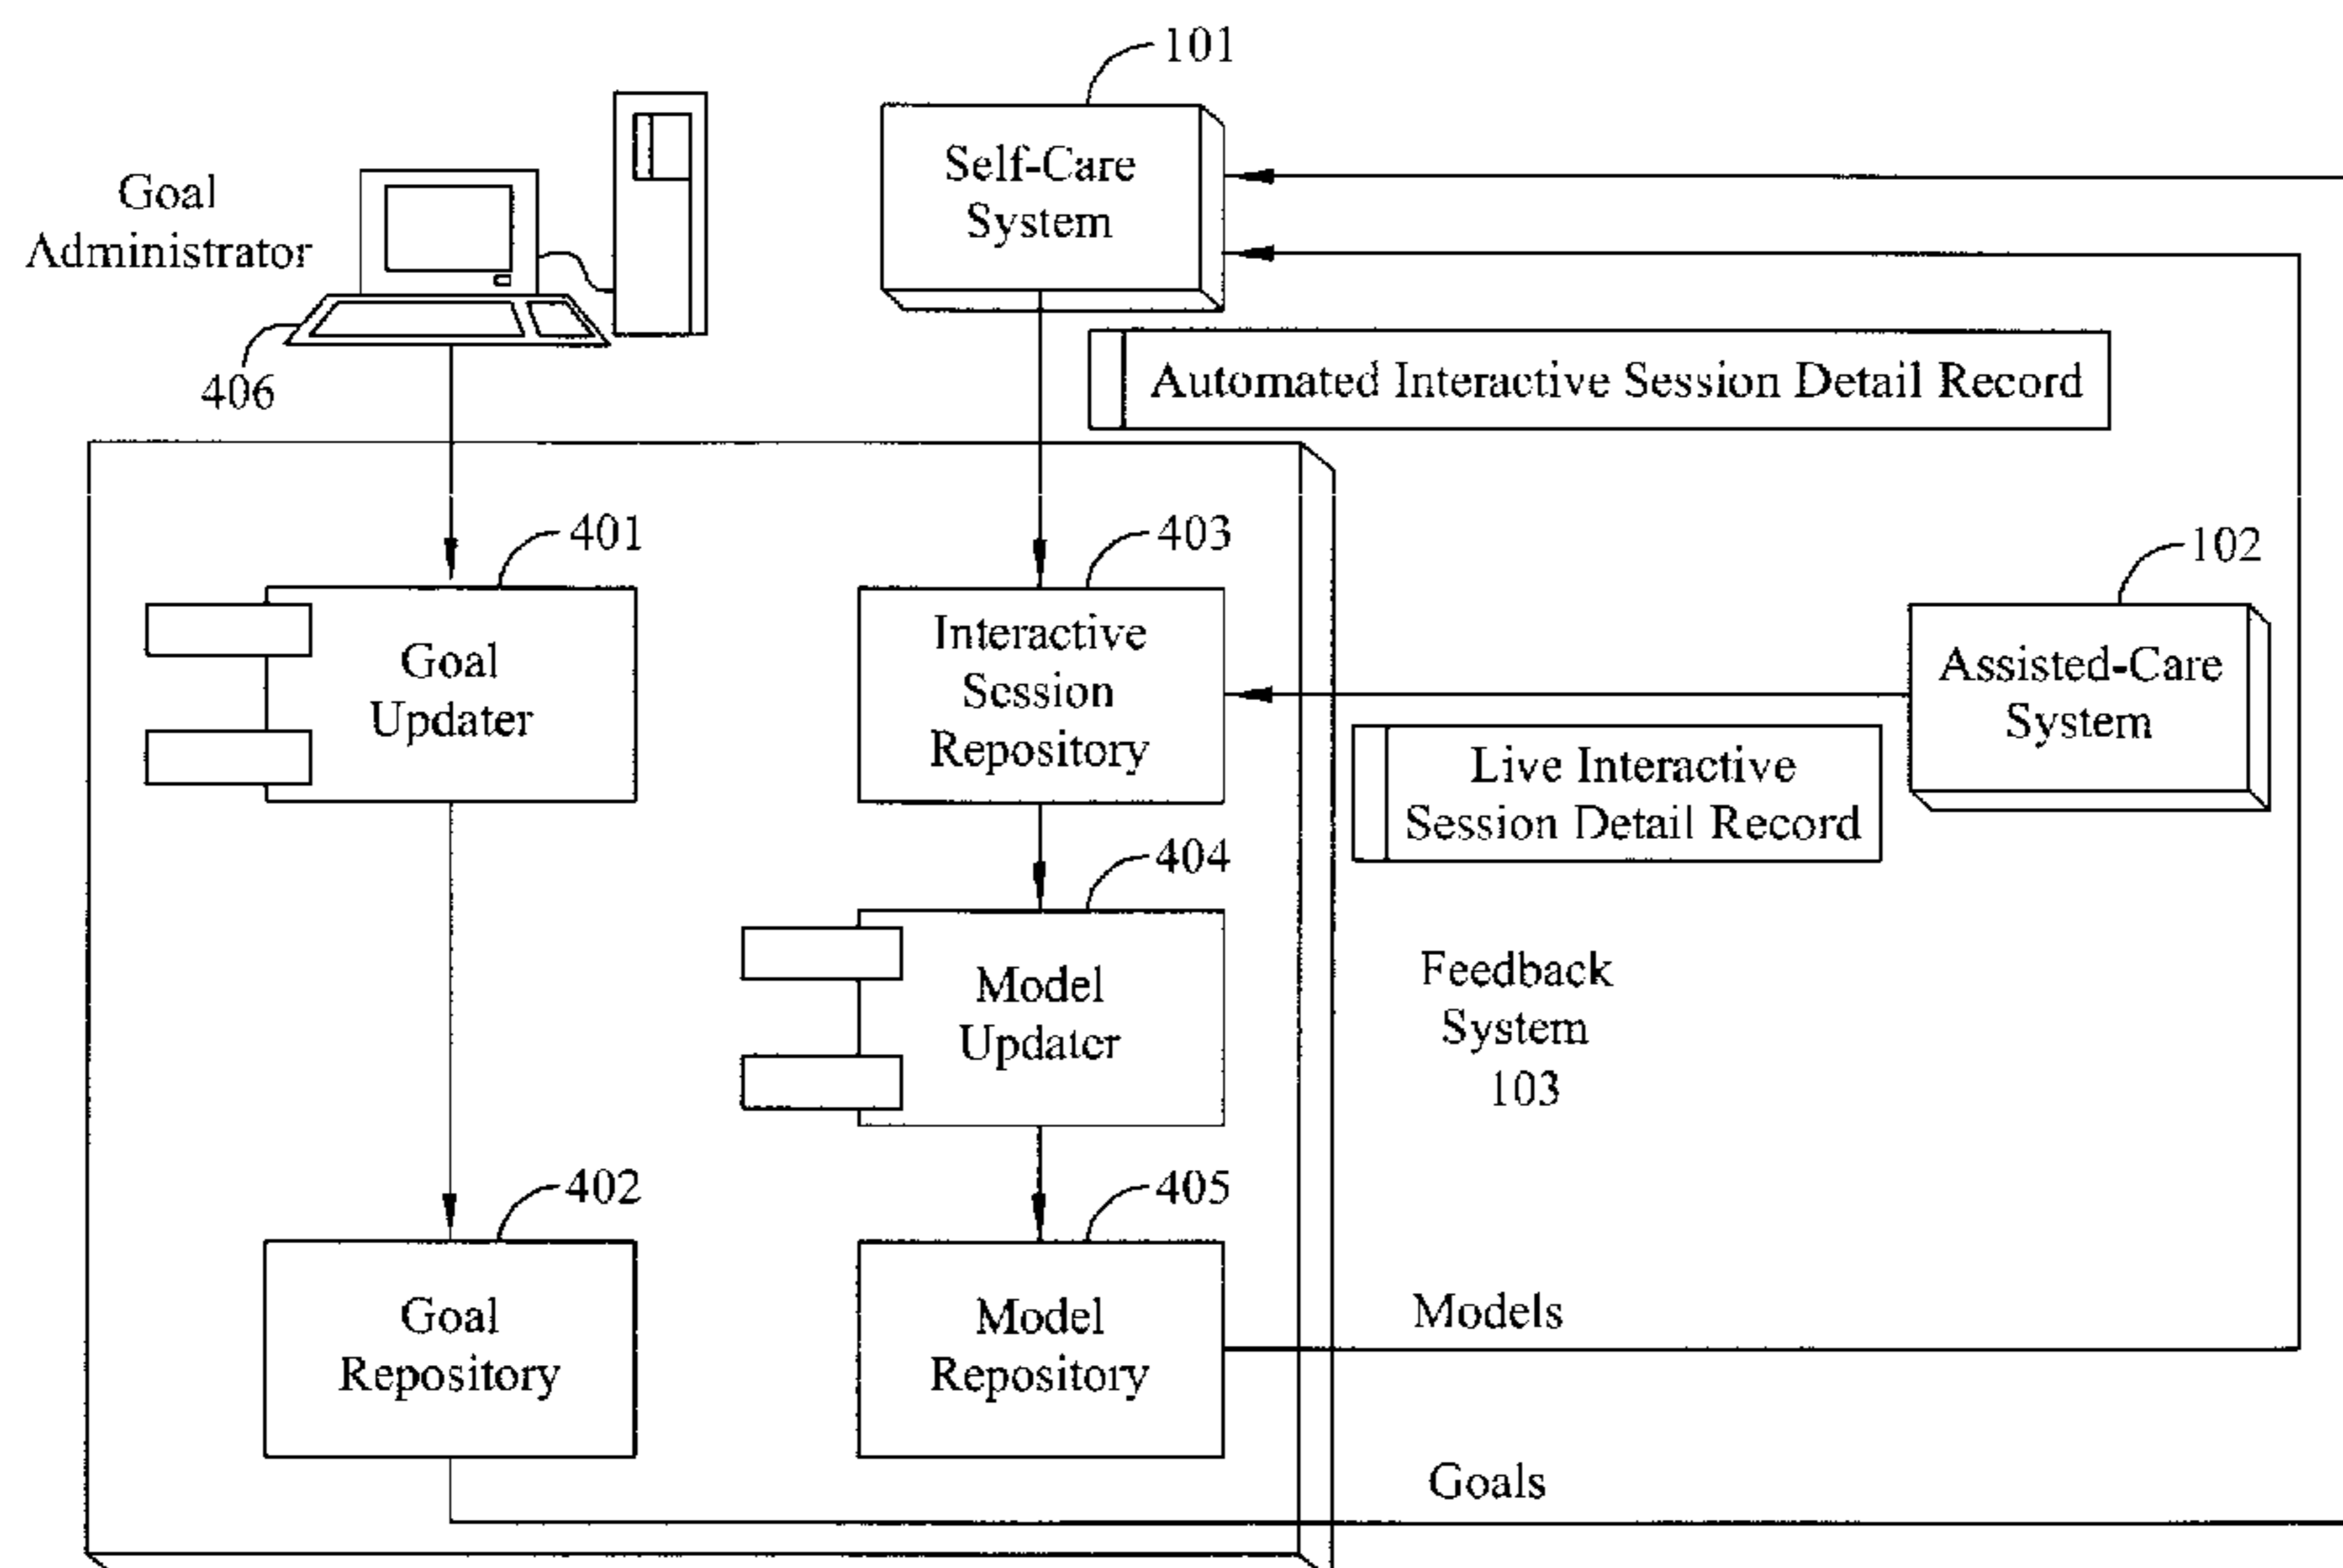 101
Self-Care
System
Goal
Administrator
406
Automated Interactive Session Detail Record
401
Goal
Updater
403
Interactive
Session
Repository
102
Assisted-Care
System
Live Interactive
Session Detail Record
404
Model
Updater
Feedback
System
103
402
Goal
Repository
405
Model
Repository
Models
Goals